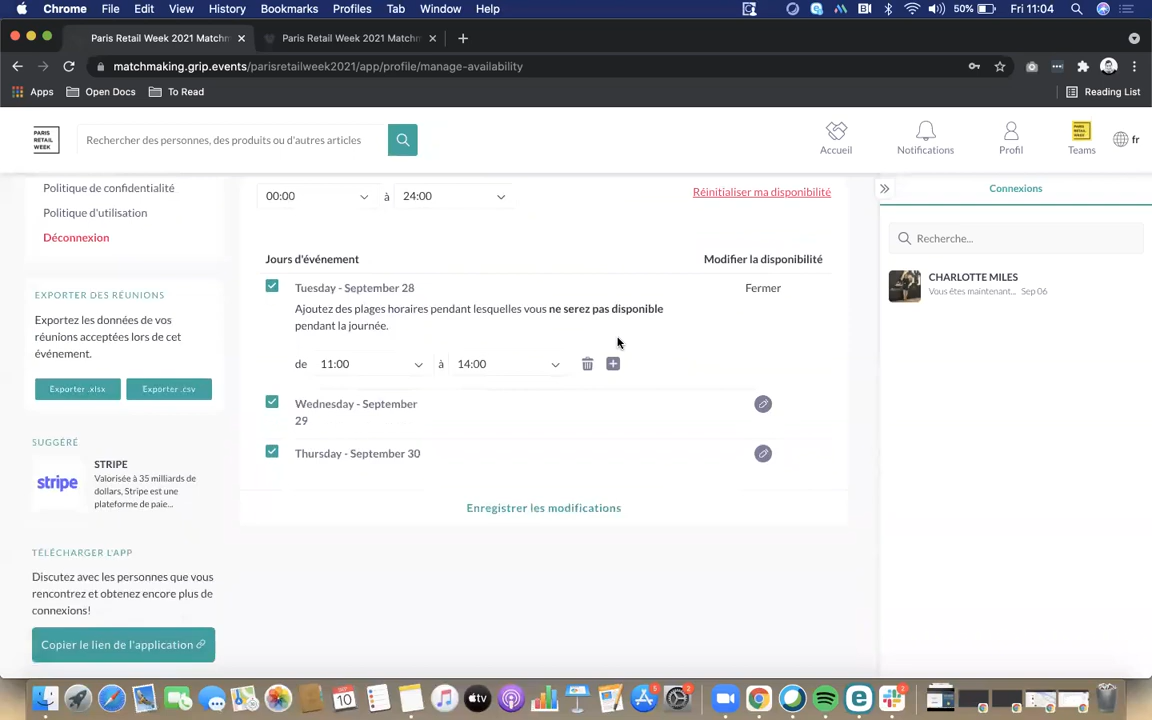 Chrome File Edit View History Bookmarks Profiles Tab Window Help 50% Fri 11:04
Paris Retail Week 2021 Matchm Paris Retail Week 2021 Matchm
matchmaking.grip.events/parisretailweek2021/app/profile/manage-availability
Apps Open Docs To Read Reading List
PARIS
RETAIL
WEEK
Rechercher des personnes, des produits ou d'autres articles
Accueil Notifications Profil Teams fr
Politique de confidentialité
Politique d'utilisation
Déconnexion
EXPORTER DES RÉUNIONS
Exportez les données de vos
réunions acceptées lors de cet
événement.
Exporter .xlsx Exporter .csv
SUGGÉRÉ
stripe
STRIPE
Valorisée à 35 milliards de
dollars, Stripe est une
plateforme de paie...
TÉLÉCHARGER L'APP
Discutez avec les personnes que vous
rencontrez et obtenez encore plus de
connexions!
Copier le lien de l'application
00:00 à 24:00 Réinitialiser ma disponibilité
Jours d'événement Modifier la disponibilité
Tuesday - September 28 Fermer
Ajoutez des plages horaires pendant lesquelles vous ne serez pas disponible
pendant la journée.
de 11:00 à 14:00
Wednesday - September
29
Thursday - September 30
Enregistrer les modifications
Connexions
Recherche...
CHARLOTTE MILES
Vous êtes maintenant... Sep 06